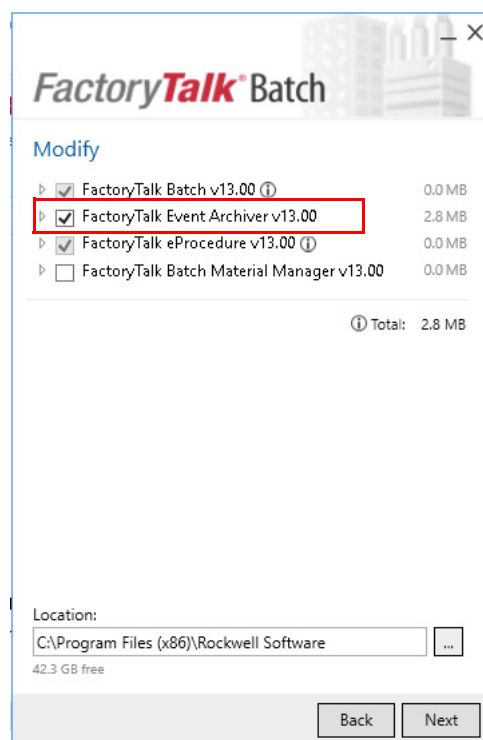 FactoryTalk® Batch
Modify
FactoryTalk Batch v13.00 0.0 MB
FactoryTalk Event Archiver v13.00 2.8 MB
FactoryTalk eProcedure v13.00 0.0 MB
FactoryTalk Batch Material Manager v13.00 0.0 MB
Total: 2.8 MB
Location:
C:\Program Files (x86)\Rockwell Software ...
42.3 GB free
Back Next